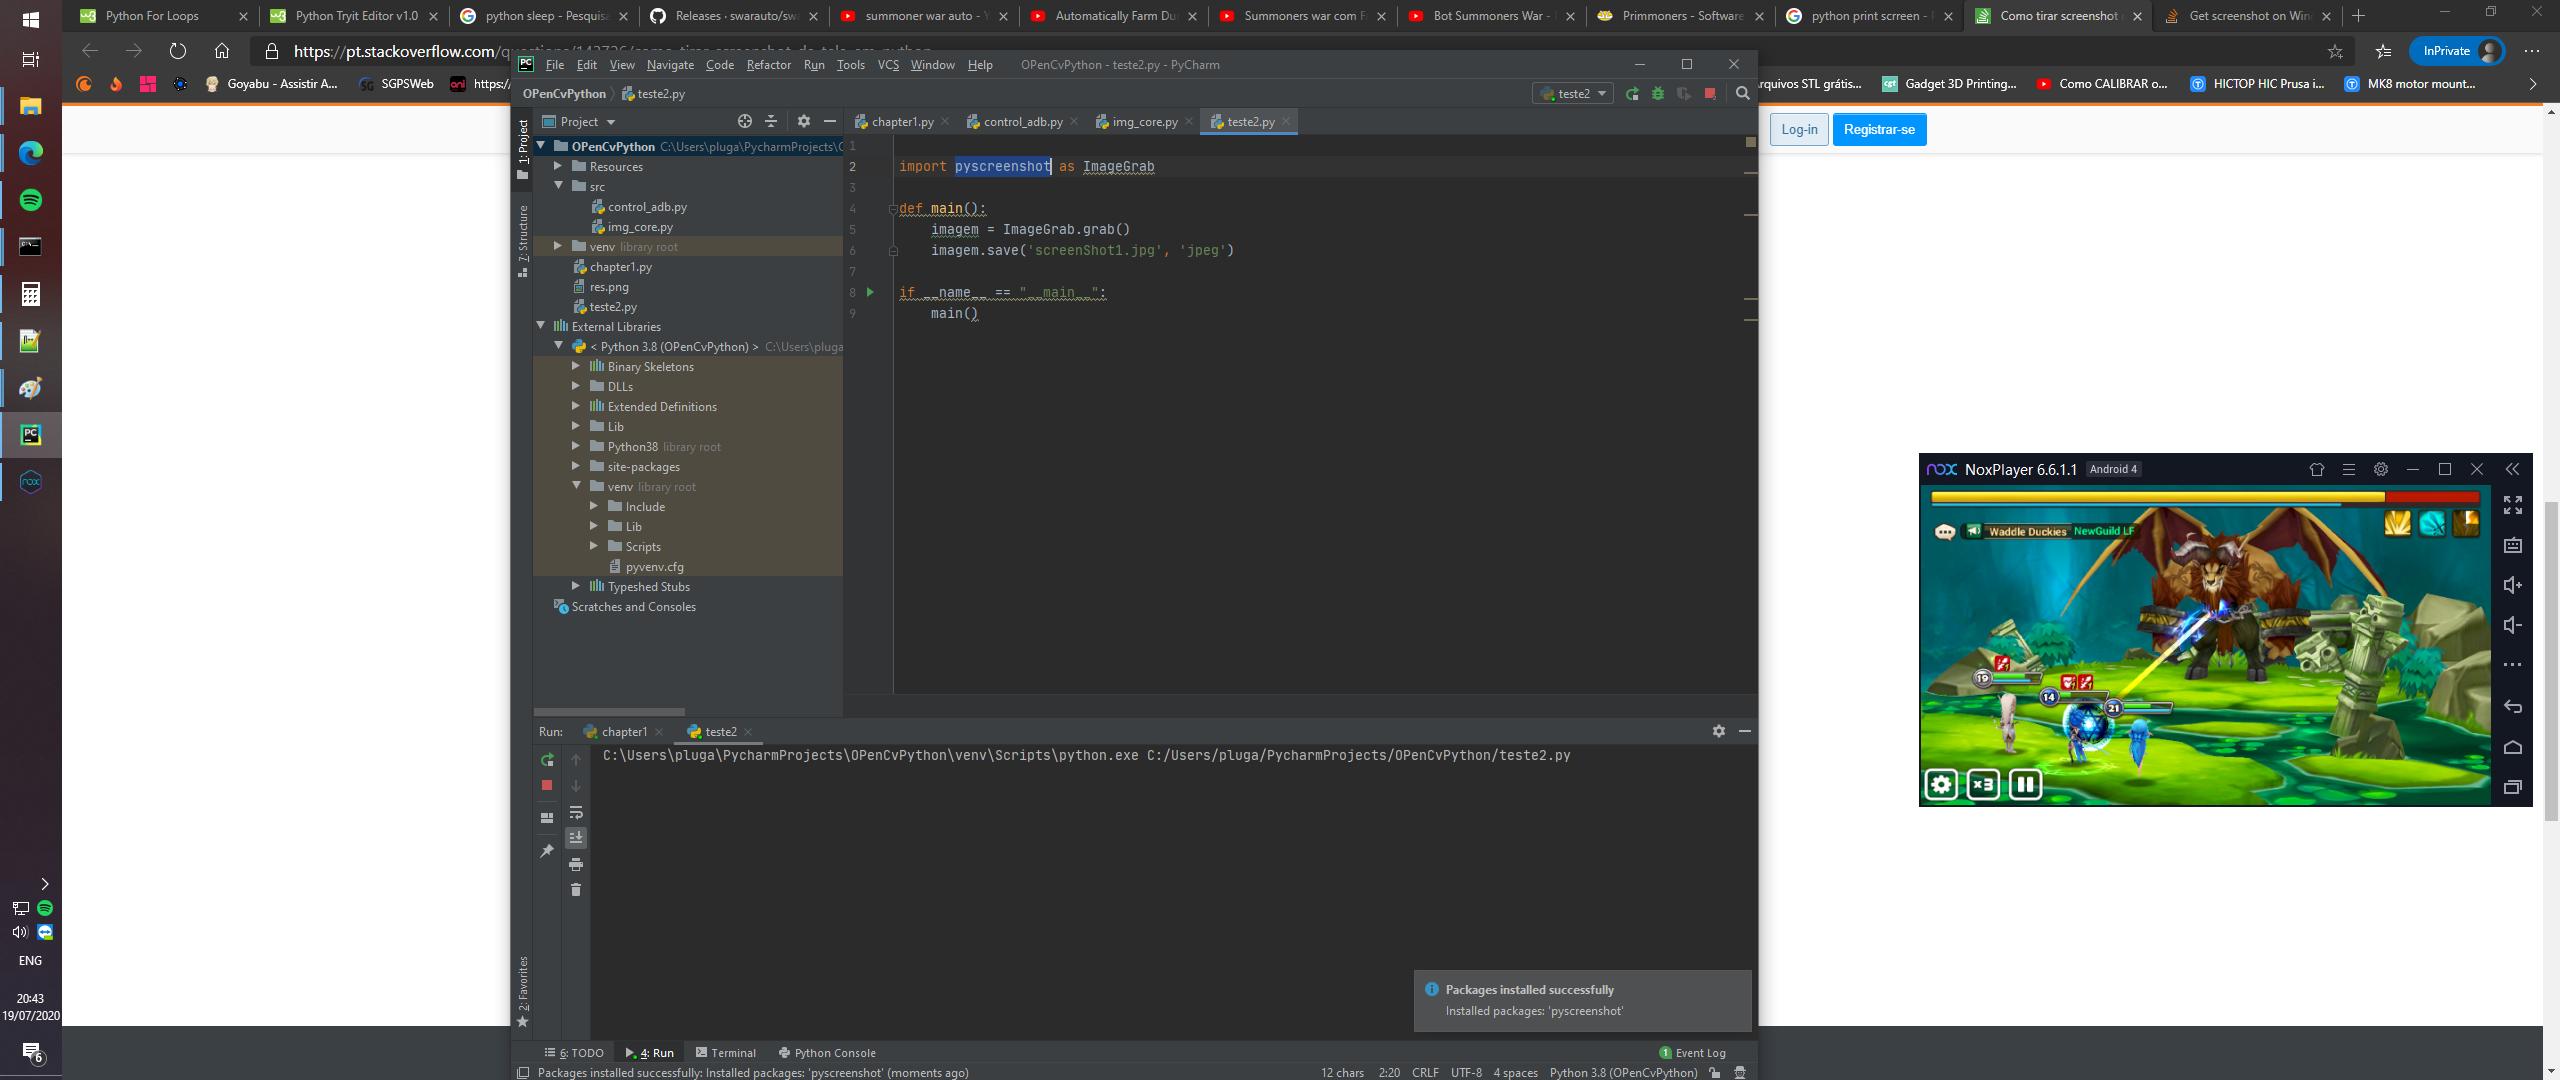 Python For Loops
Python Tryit Editor v1.0
python sleep - Pesquisa
Releases · swarauto/sw
summoner war auto - Y
Automatically Farm Du
Summoners war com F
Bot Summoners War -
Primmoners - Software
python print scrreen -
Como tirar screenshot
Get screenshot on Win
https://pt.stackoverflow.com/
InPrivate
Goyabu - Assistir A...
SGPSWeb
https:/
rquivos STL grátis...
Gadget 3D Printing...
Como CALIBRAR o...
HICTOP HIC Prusa i...
MK8 motor mount...
Log-in
Registrar-se
File Edit View Navigate Code Refactor Run Tools VCS Window Help OPenCvPython - teste2.py - PyCharm
OPenCvPython teste2.py
teste2
Project
chapter1.py
control_adb.py
img_core.py
teste2.py
1: Project
7: Structure
2: Favorites
OPenCvPython C:\Users\pluga\PycharmProjects\O
Resources
src
control_adb.py
img_core.py
venv library root
chapter1.py
res.png
teste2.py
External Libraries
< Python 3.8 (OPenCvPython) > C:\Users\pluga
Binary Skeletons
DLLs
Extended Definitions
Lib
Python38 library root
site-packages
venv library root
Include
Lib
Scripts
pyvenv.cfg
Typeshed Stubs
Scratches and Consoles
1
2 import pyscreenshot as ImageGrab
3
4 def main():
5 imagem = ImageGrab.grab()
6 imagem.save('screenShot1.jpg', 'jpeg')
7
8 if __name__ == "__main__":
9 main()
NoxPlayer 6.6.1.1 Android 4
Waddle Duckies NewGuild LF
19
14
21
x3
Run: chapter1 teste2
C:\Users\pluga\PycharmProjects\OPenCvPython\venv\Scripts\python.exe C:/Users/pluga/PycharmProjects/OPenCvPython/teste2.py
Packages installed successfully
Installed packages: 'pyscreenshot'
6: TODO
4: Run
Terminal
Python Console
1 Event Log
Packages installed successfully: Installed packages: 'pyscreenshot' (moments ago)
12 chars 2:20 CRLF UTF-8 4 spaces Python 3.8 (OPenCvPython)
PC
nox
ENG
20:43
19/07/2020
6